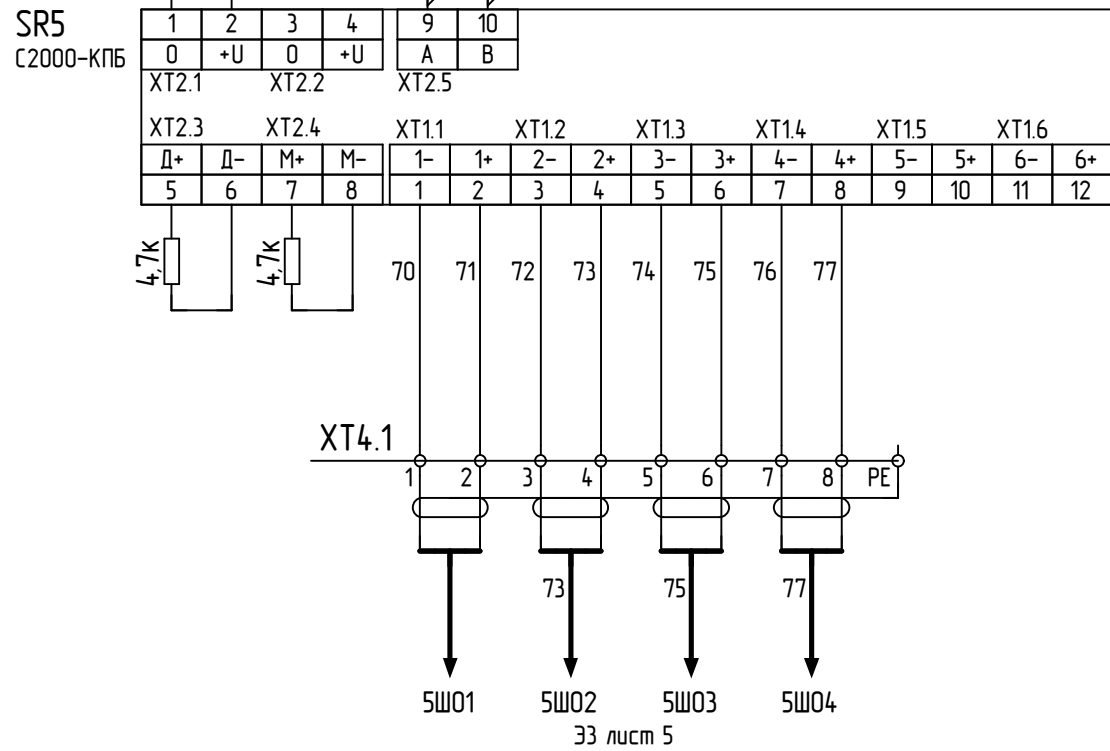 SR5 1 2 3 4 9 10
С2000-КПБ 0 +U 0 +U A B
XT2.1 XT2.2 XT2.5
XT2.3 XT2.4 XT1.1 XT1.2 XT1.3 XT1.4 XT1.5 XT1.6
Д+ Д- М+ М- 1- 1+ 2- 2+ 3- 3+ 4- 4+ 5- 5+ 6- 6+
5 6 7 8 1 2 3 4 5 6 7 8 9 10 11 12
4,7к 4,7к 70 71 72 73 74 75 76 77
XT4.1
1 2 3 4 5 6 7 8 PE
73 75 77
5ШО1 5ШО2 5ШО3 5ШО4
Э3 лист 5